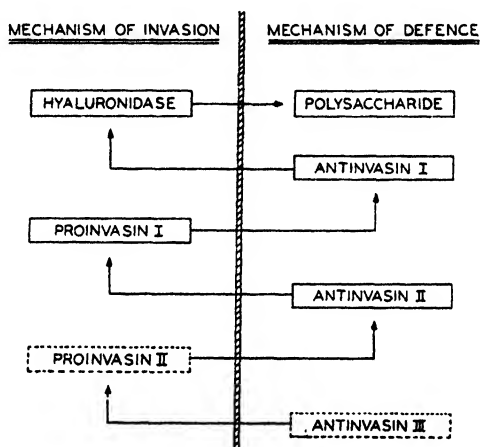 MECHANISM OF INVASION
MECHANISM OF DEFENCE
HYALURONIDASE
POLYSACCHARIDE
ANTINVASIN I
PROINVASIN I
ANTINVASIN II
PROINVASIN II
ANTINVASIN III